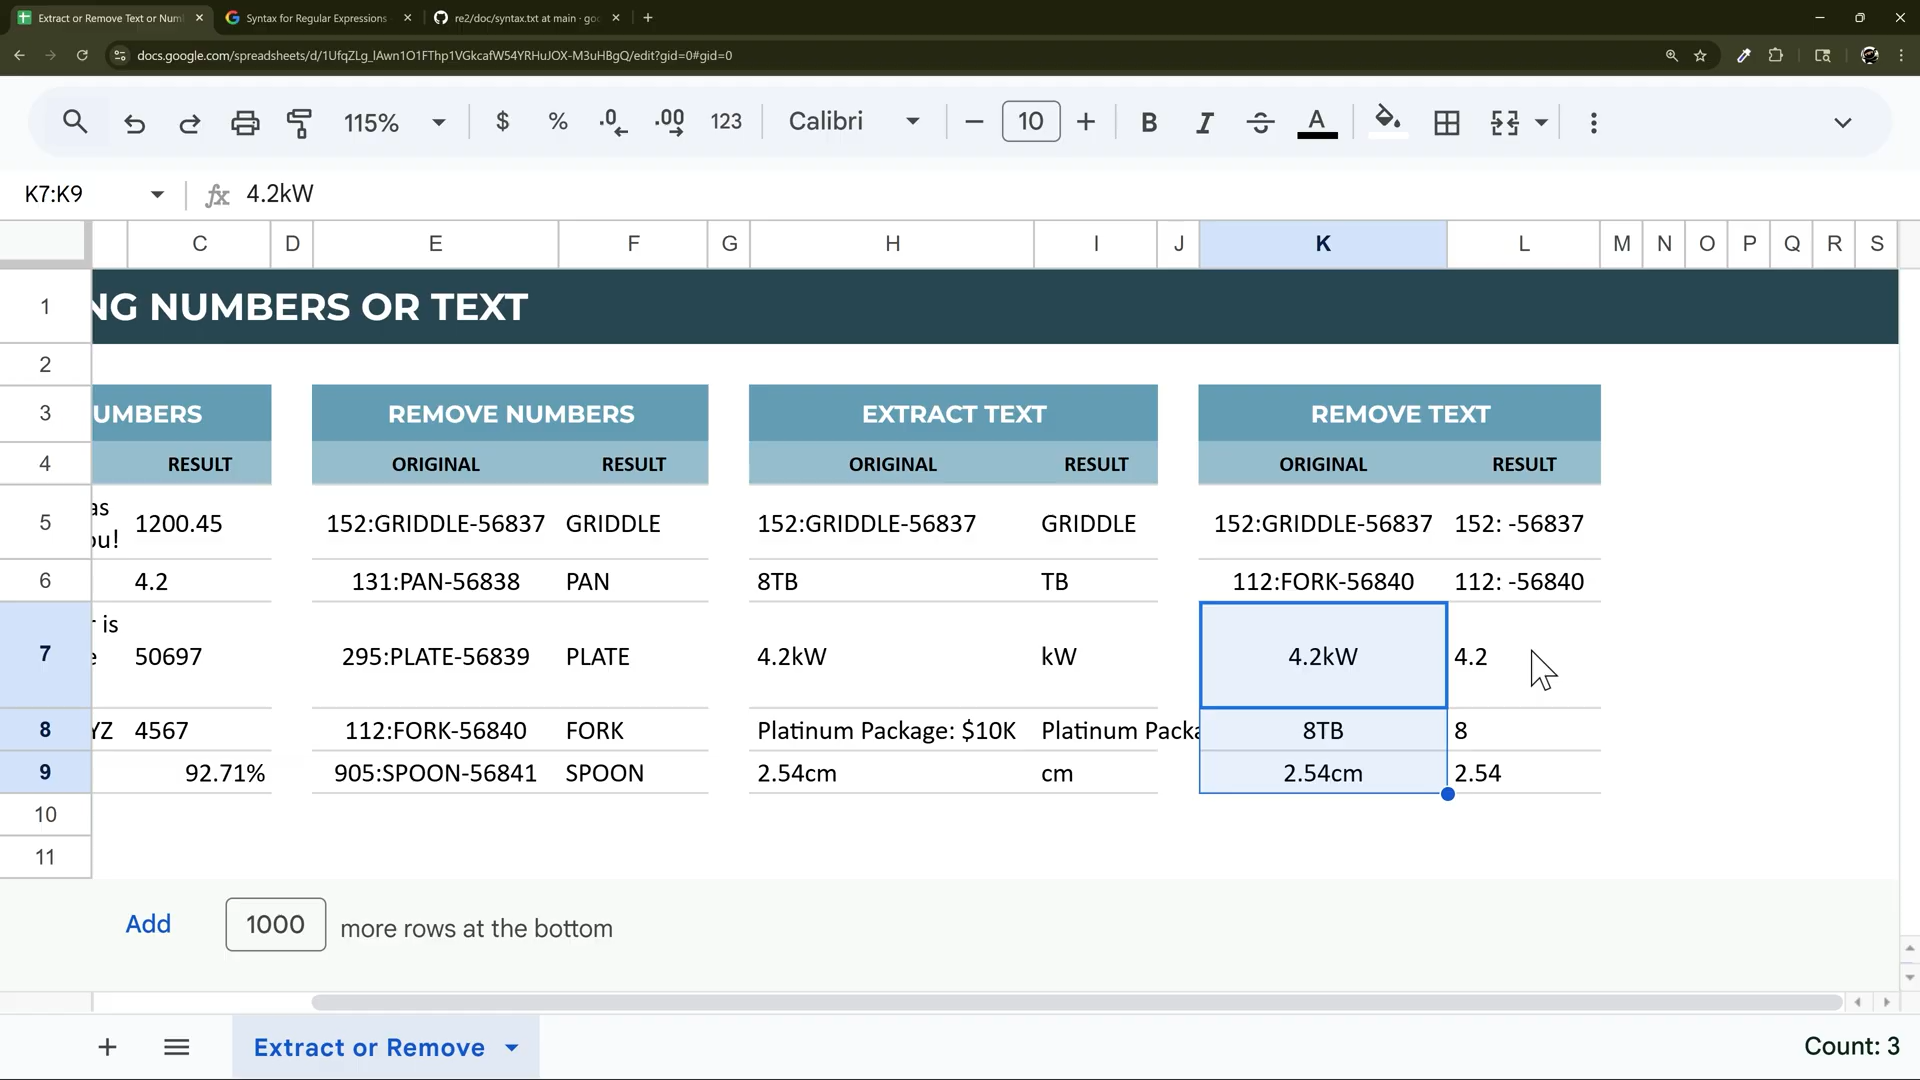 Extract or Remove Text or Num
Syntax for Regular Expressions
re2/doc/syntax.txt at main · goo
docs.google.com/spreadsheets/d/1UfqZLg_lAwn1O1FThp1VGkcafW54YRHuJOX-M3uHBgQ/edit?gid=0#gid=0
115% $ % .0 .00 123 Calibri 10 B I A
K7:K9 fx 4.2kW
C D E F G H I J K L M N O P Q R S
1 NG NUMBERS OR TEXT
2
3 UMBERS REMOVE NUMBERS EXTRACT TEXT REMOVE TEXT
4 RESULT ORIGINAL RESULT ORIGINAL RESULT ORIGINAL RESULT
as
5 1200.45 152:GRIDDLE-56837 GRIDDLE 152:GRIDDLE-56837 GRIDDLE 152:GRIDDLE-56837 152: -56837
ou!
6 4.2 131:PAN-56838 PAN 8TB TB 112:FORK-56840 112: -56840
r is
7 e 50697 295:PLATE-56839 PLATE 4.2kW kW 4.2kW 4.2
8 YZ 4567 112:FORK-56840 FORK Platinum Package: $10K Platinum Packa 8TB 8
9 92.71% 905:SPOON-56841 SPOON 2.54cm cm 2.54cm 2.54
10
11
Add 1000 more rows at the bottom
Extract or Remove Count: 3